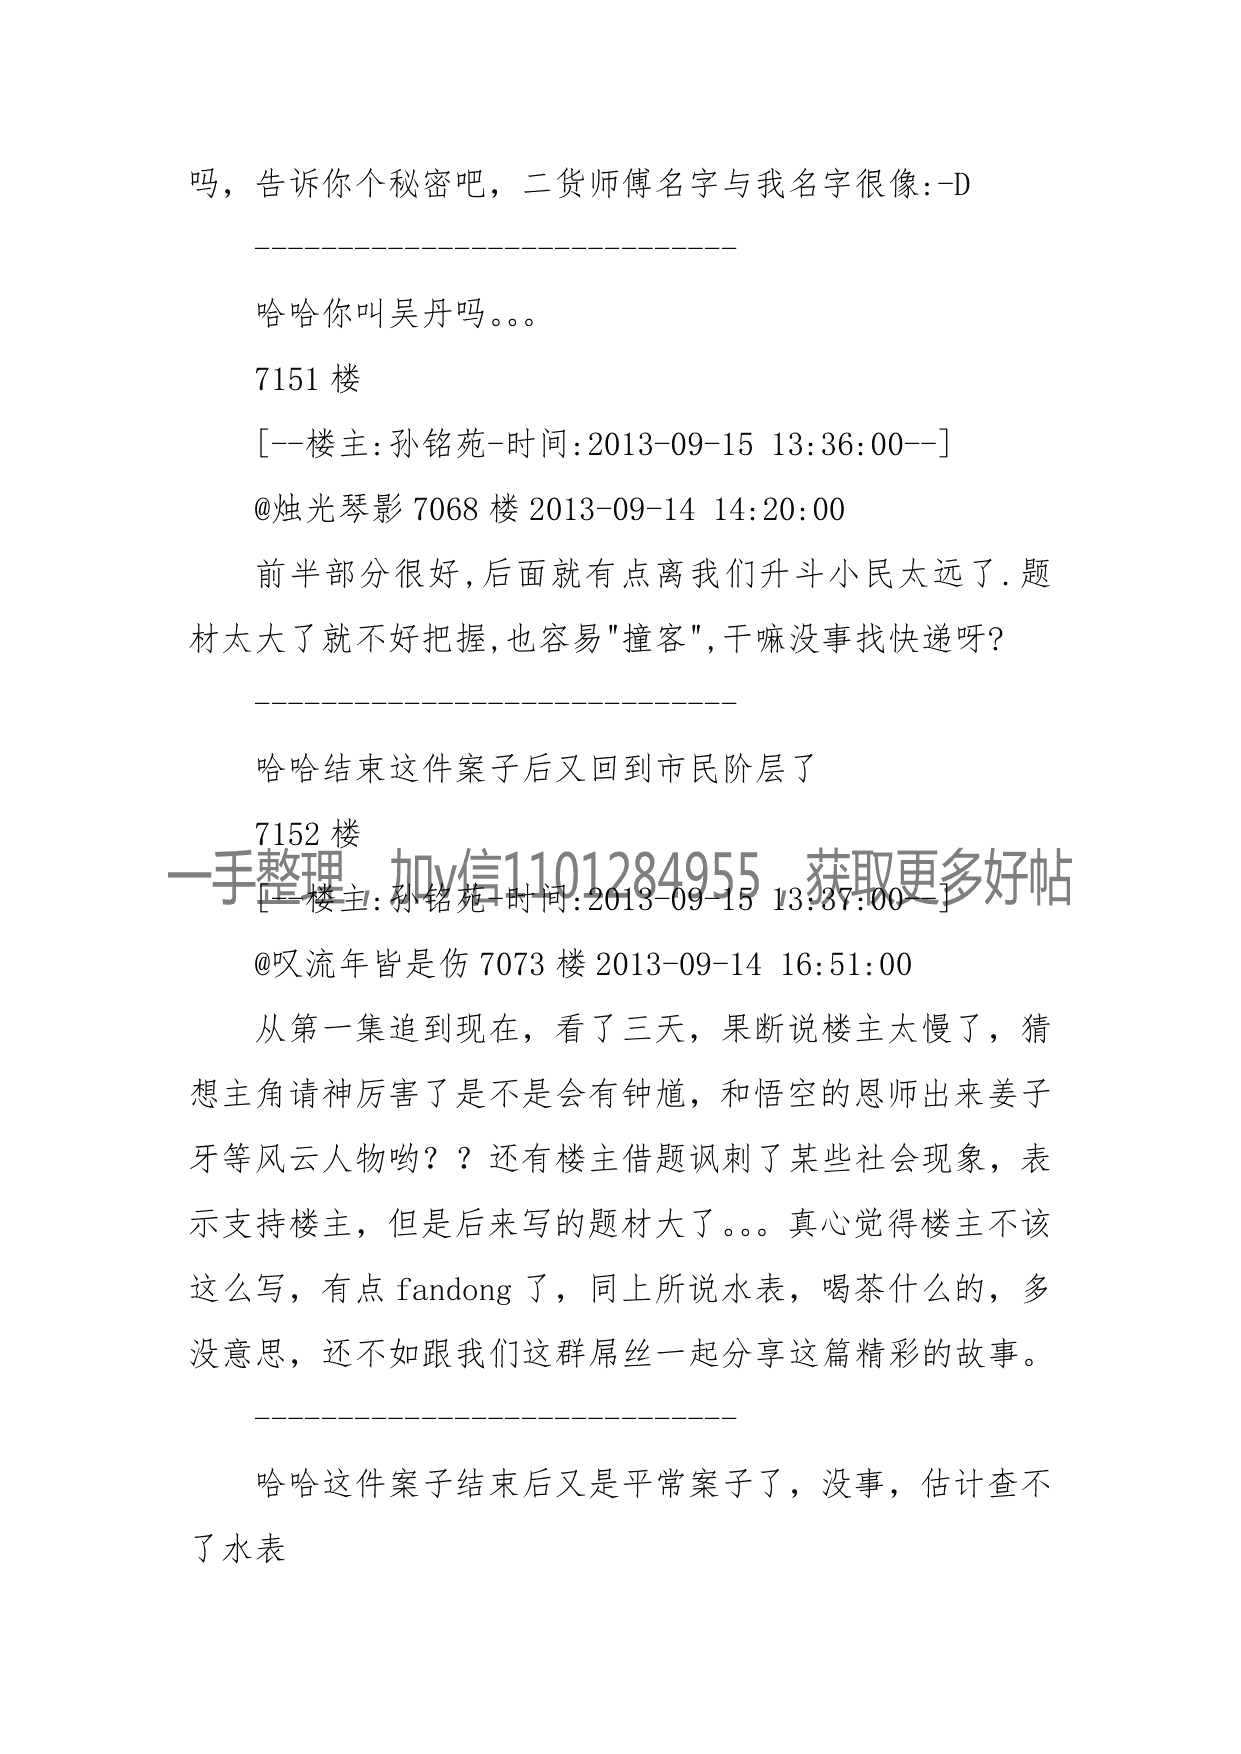 吗，告诉你个秘密吧，二货师傅名字与我名字很像:-D
-----------------------------
哈哈你叫吴丹吗。。。
7151 楼
[--楼主:孙铭苑-时间:2013-09-15 13:36:00--]
@烛光琴影 7068 楼 2013-09-14 14:20:00
前半部分很好,后面就有点离我们升斗小民太远了.题
材太大了就不好把握,也容易"撞客",干嘛没事找快递呀?
-----------------------------
哈哈结束这件案子后又回到市民阶层了
7152 楼
一手整理，加v信1101284955，获取更多好帖
[--楼主:孙铭苑-时间:2013-09-15 13:37:00--]
@叹流年皆是伤 7073 楼 2013-09-14 16:51:00
从第一集追到现在，看了三天，果断说楼主太慢了，猜
想主角请神厉害了是不是会有钟馗，和悟空的恩师出来姜子
牙等风云人物哟？？还有楼主借题讽刺了某些社会现象，表
示支持楼主，但是后来写的题材大了。。。真心觉得楼主不该
这么写，有点 fandong 了，同上所说水表，喝茶什么的，多
没意思，还不如跟我们这群屌丝一起分享这篇精彩的故事。
-----------------------------
哈哈这件案子结束后又是平常案子了，没事，估计查不
了水表